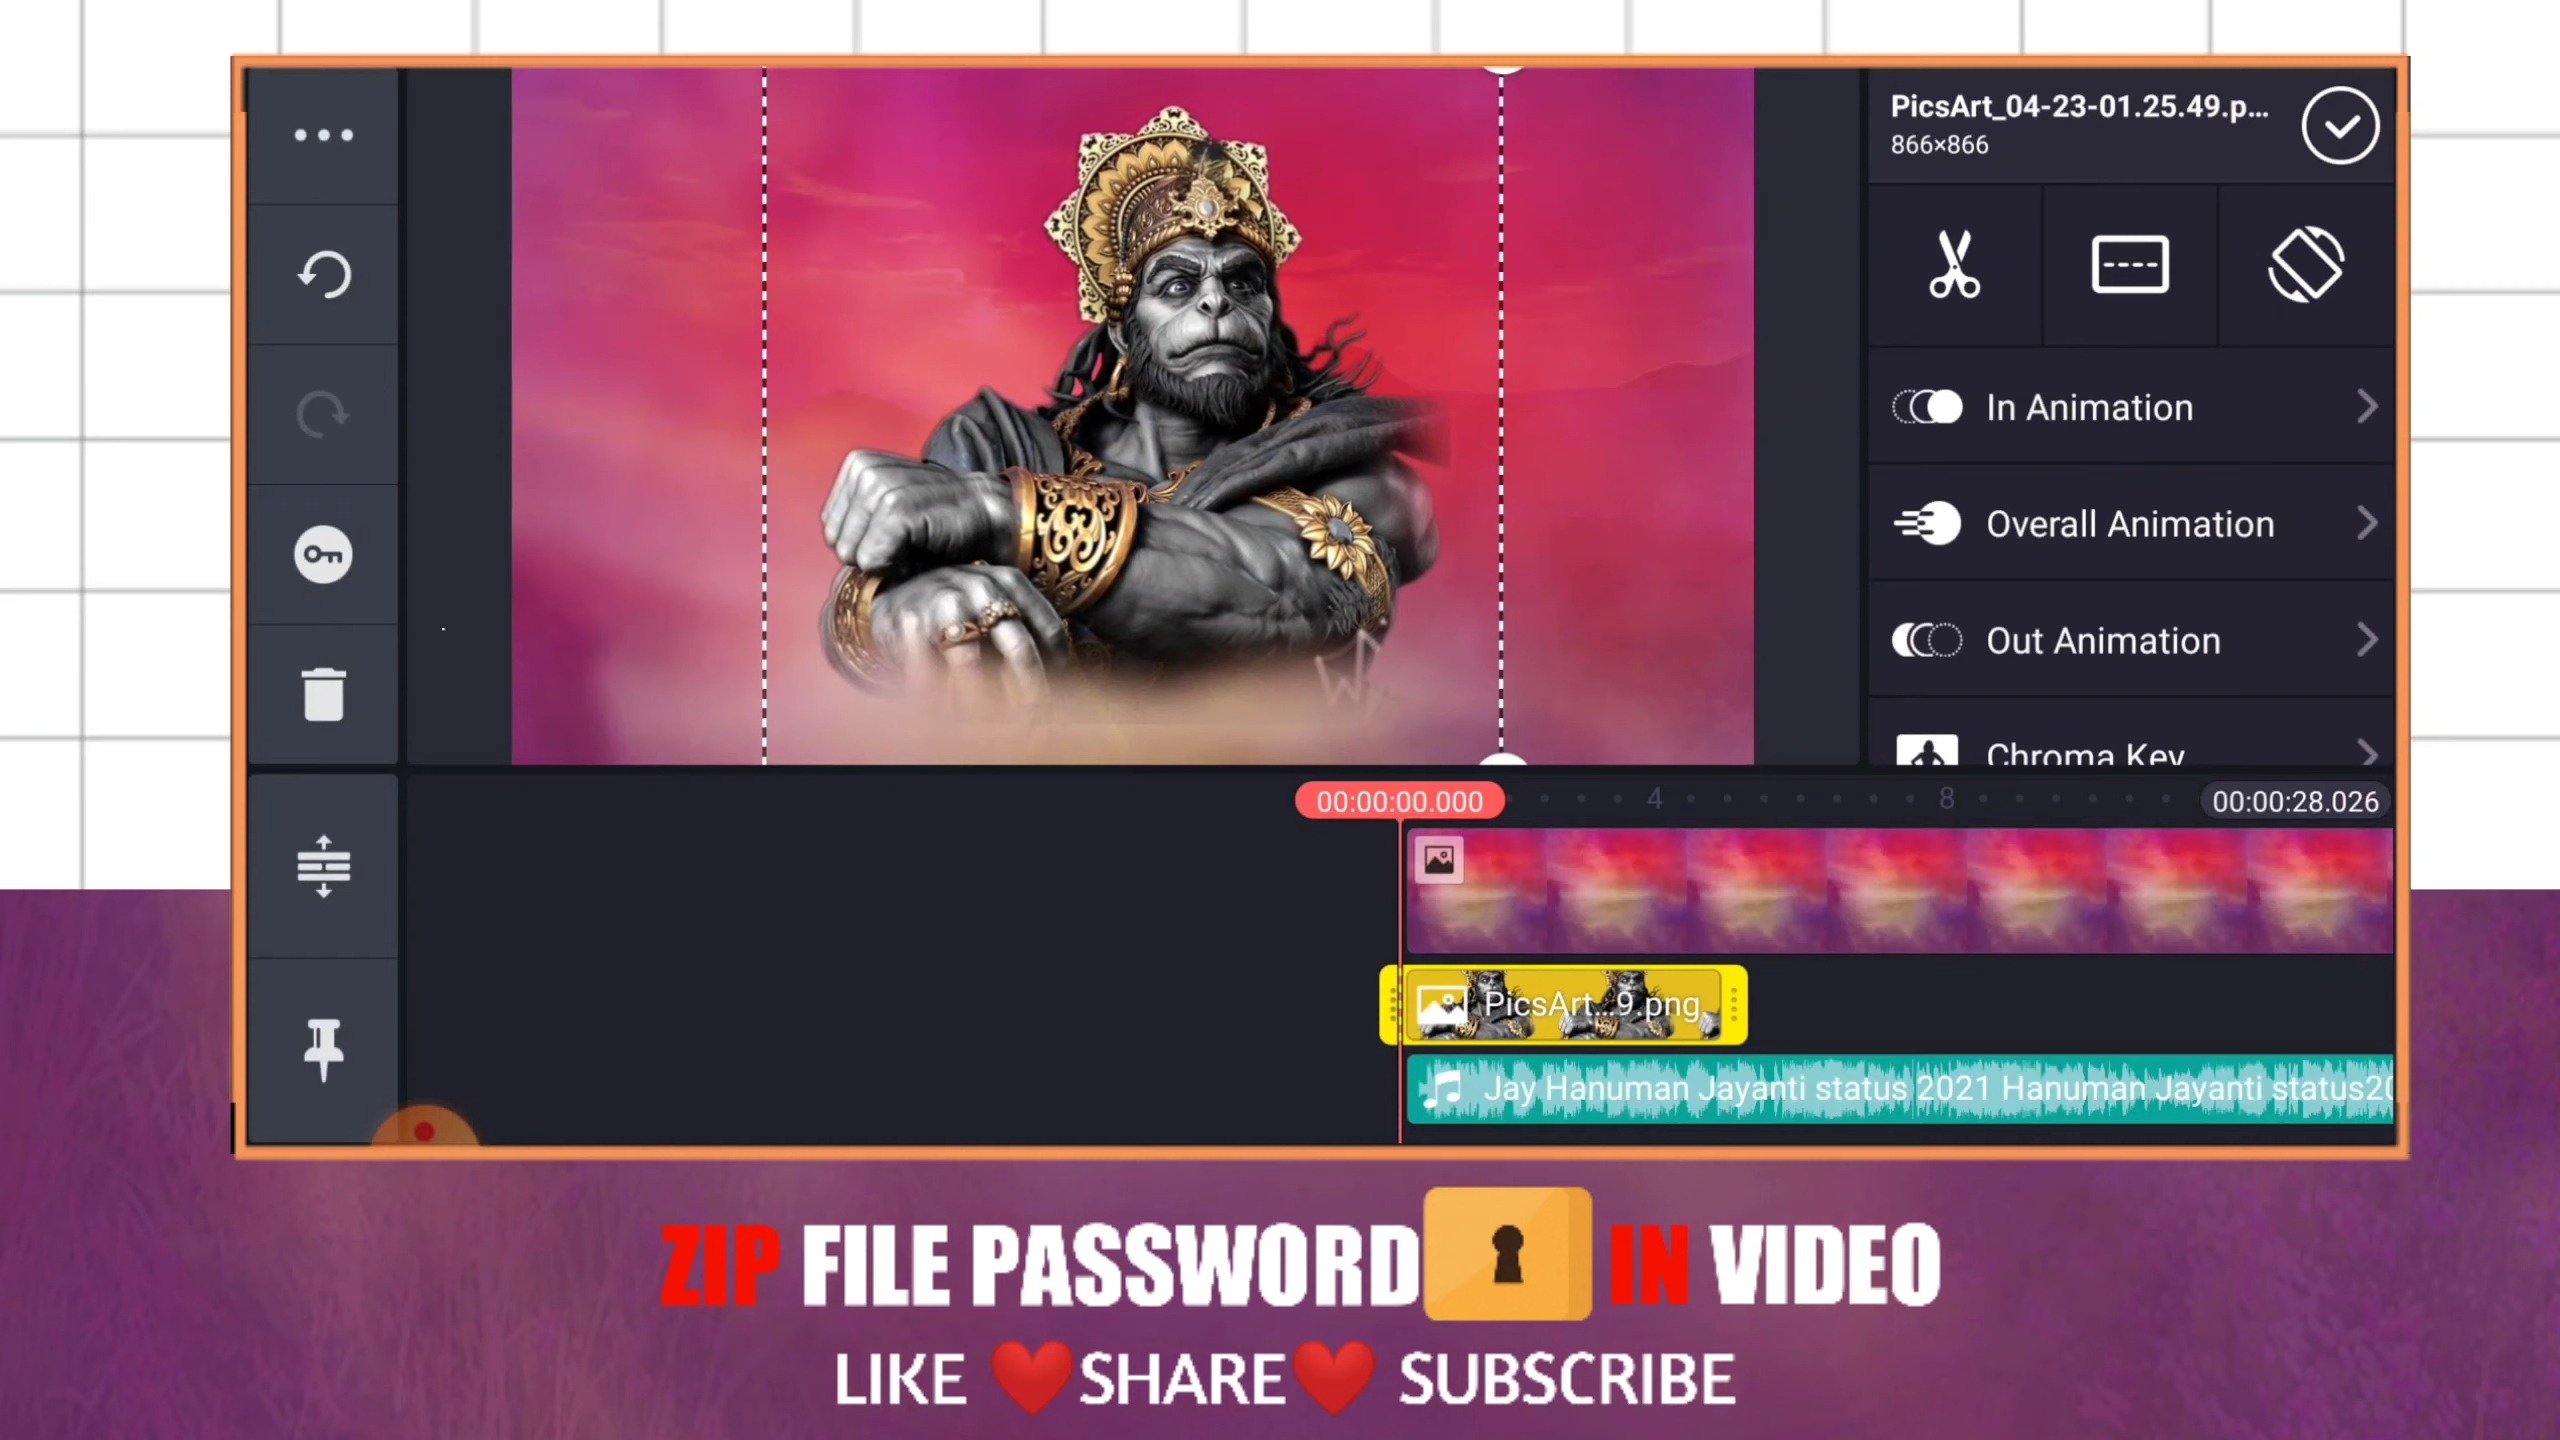 PicsArt_04-23-01.25.49.p...
866×866
In Animation
Overall Animation
Out Animation
Chroma Key
00:00:00.000
4
8
00:00:28.026
PicsArt...9.png
Jay Hanuman Jayanti status 2021 Hanuman Jayanti status20
ZIP FILE PASSWORD IN VIDEO
LIKE ❤️SHARE❤️ SUBSCRIBE